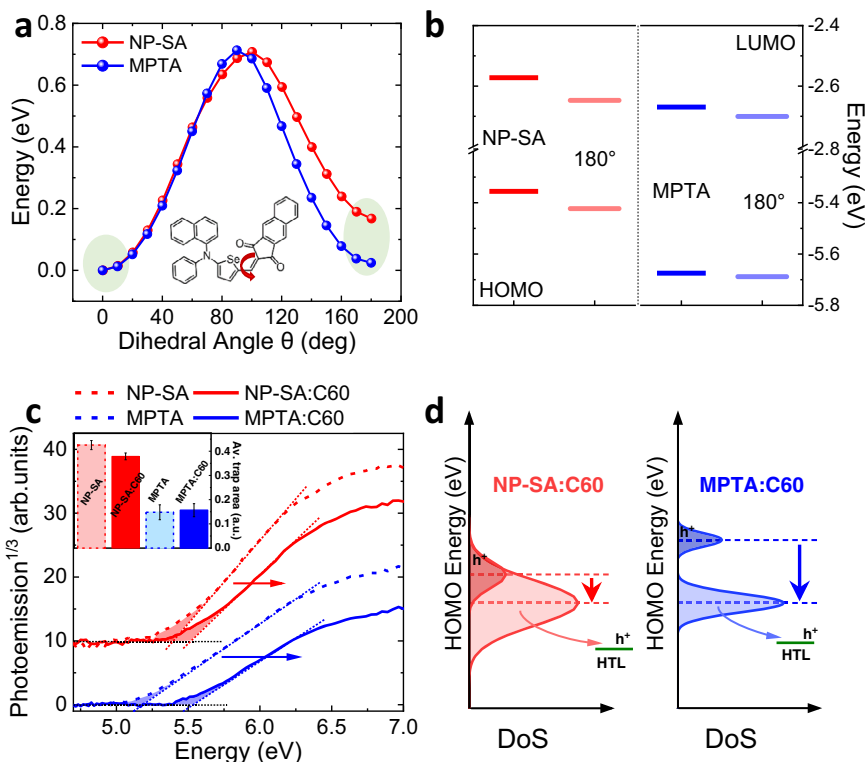 a
0.8
0.6
0.4
0.2
0.0
Energy (eV)
NP-SA
MPTA
N
Se
O
O
0
40
80
120
160
200
Dihedral Angle θ (deg)
b
LUMO
NP-SA
180°
MPTA
180°
HOMO
-2.4
-2.6
-2.8
-5.4
-5.6
-5.8
Energy (eV)
c
NP-SA
NP-SA:C60
MPTA
MPTA:C60
40
30
20
10
0
Photoemission1/3 (arb.units)
NP-SA
NP-SA:C60
MPTA
MPTA:C60
0.4
0.2
0.0
Av. trap area (a.u.)
5.0
5.5
6.0
6.5
7.0
Energy (eV)
d
HOMO Energy (eV)
NP-SA:C60
h+
h+
HTL
DoS
HOMO Energy (eV)
MPTA:C60
h+
h+
HTL
DoS